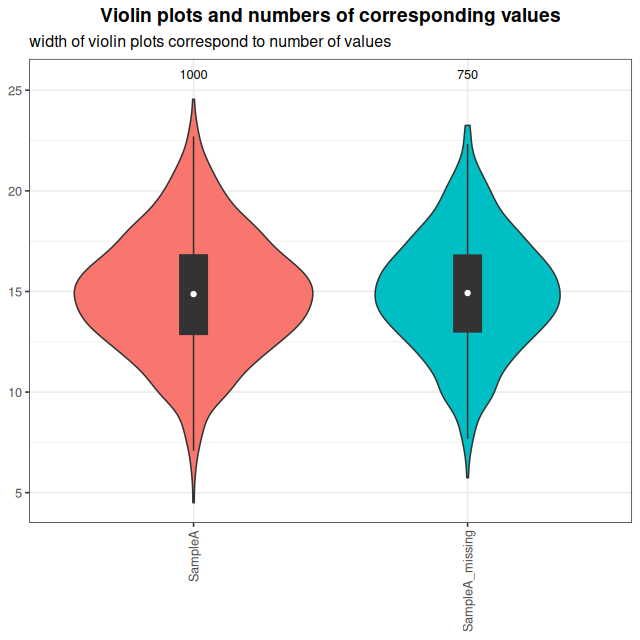 Violin plots and numbers of corresponding values
width of violin plots correspond to number of values
1000 750
25
20
15
10
5
SampleA
SampleA_missing